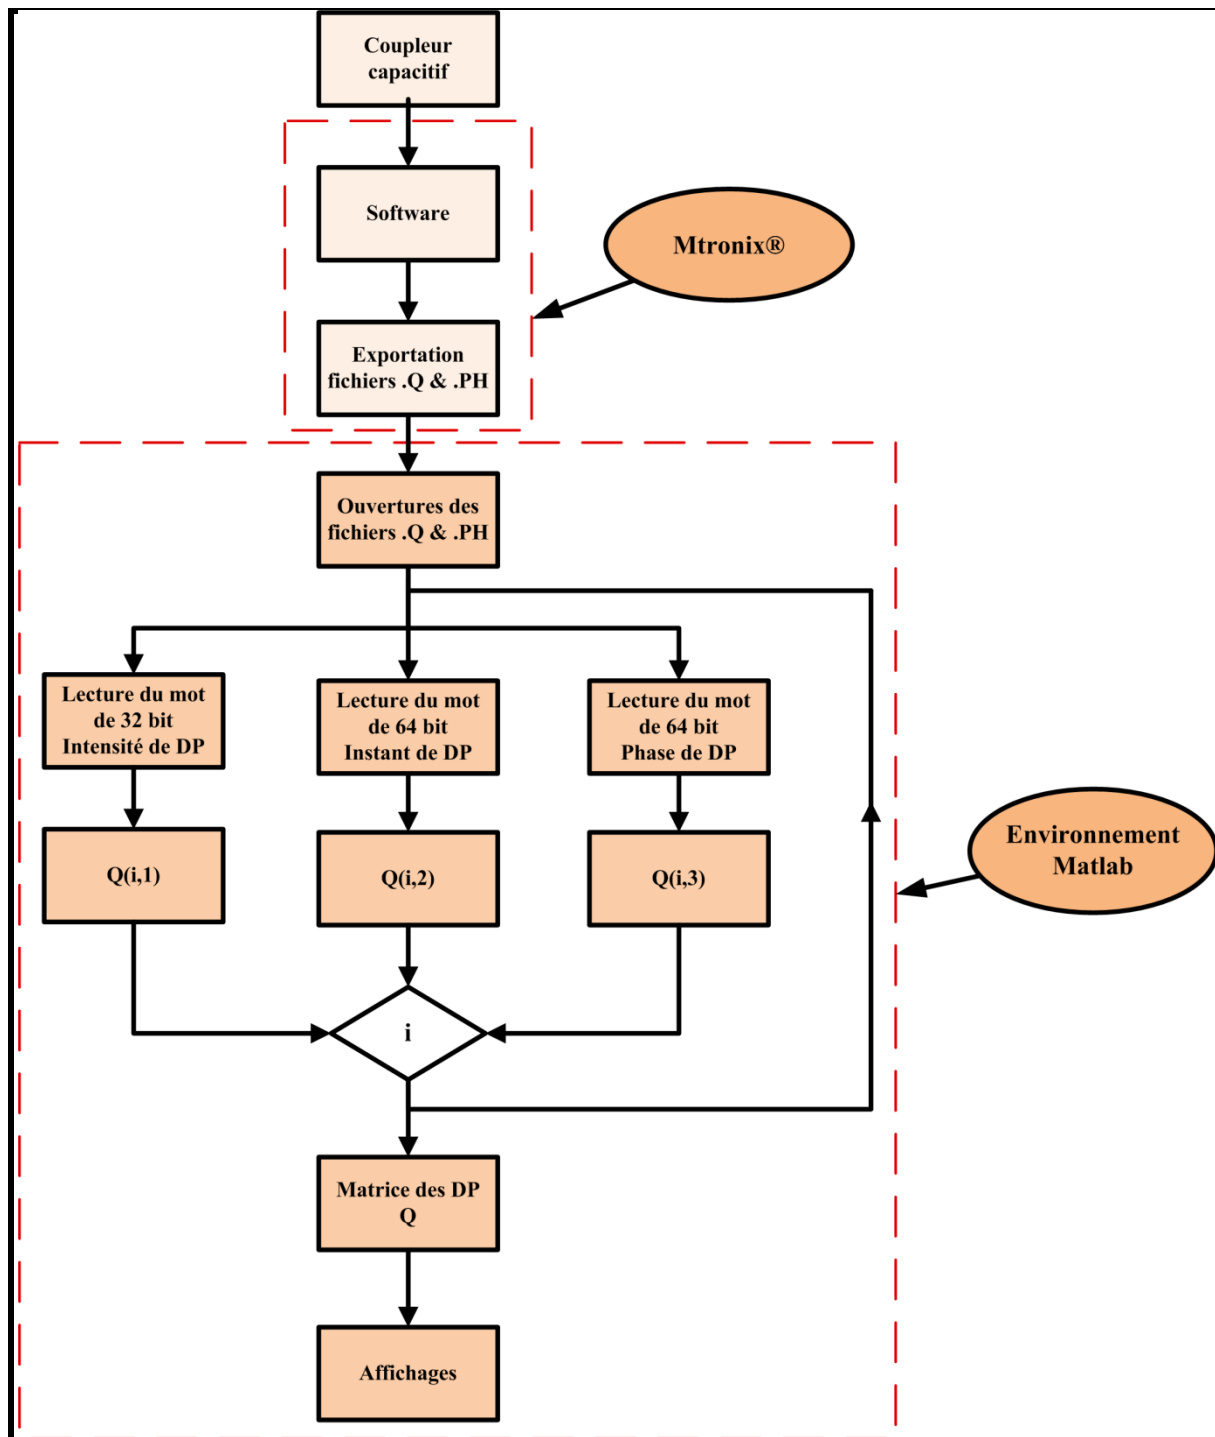 Coupleur
capacitif
Software
Mtronix®
Exportation
fichiers .Q & .PH
Ouvertures des
fichiers .Q & .PH
Lecture du mot
de 32 bit
Intensité de DP
Lecture du mot
de 64 bit
Instant de DP
Lecture du mot
de 64 bit
Phase de DP
Q(i,1)
Q(i,2)
Q(i,3)
Environnement
Matlab
i
Matrice des DP
Q
Affichages